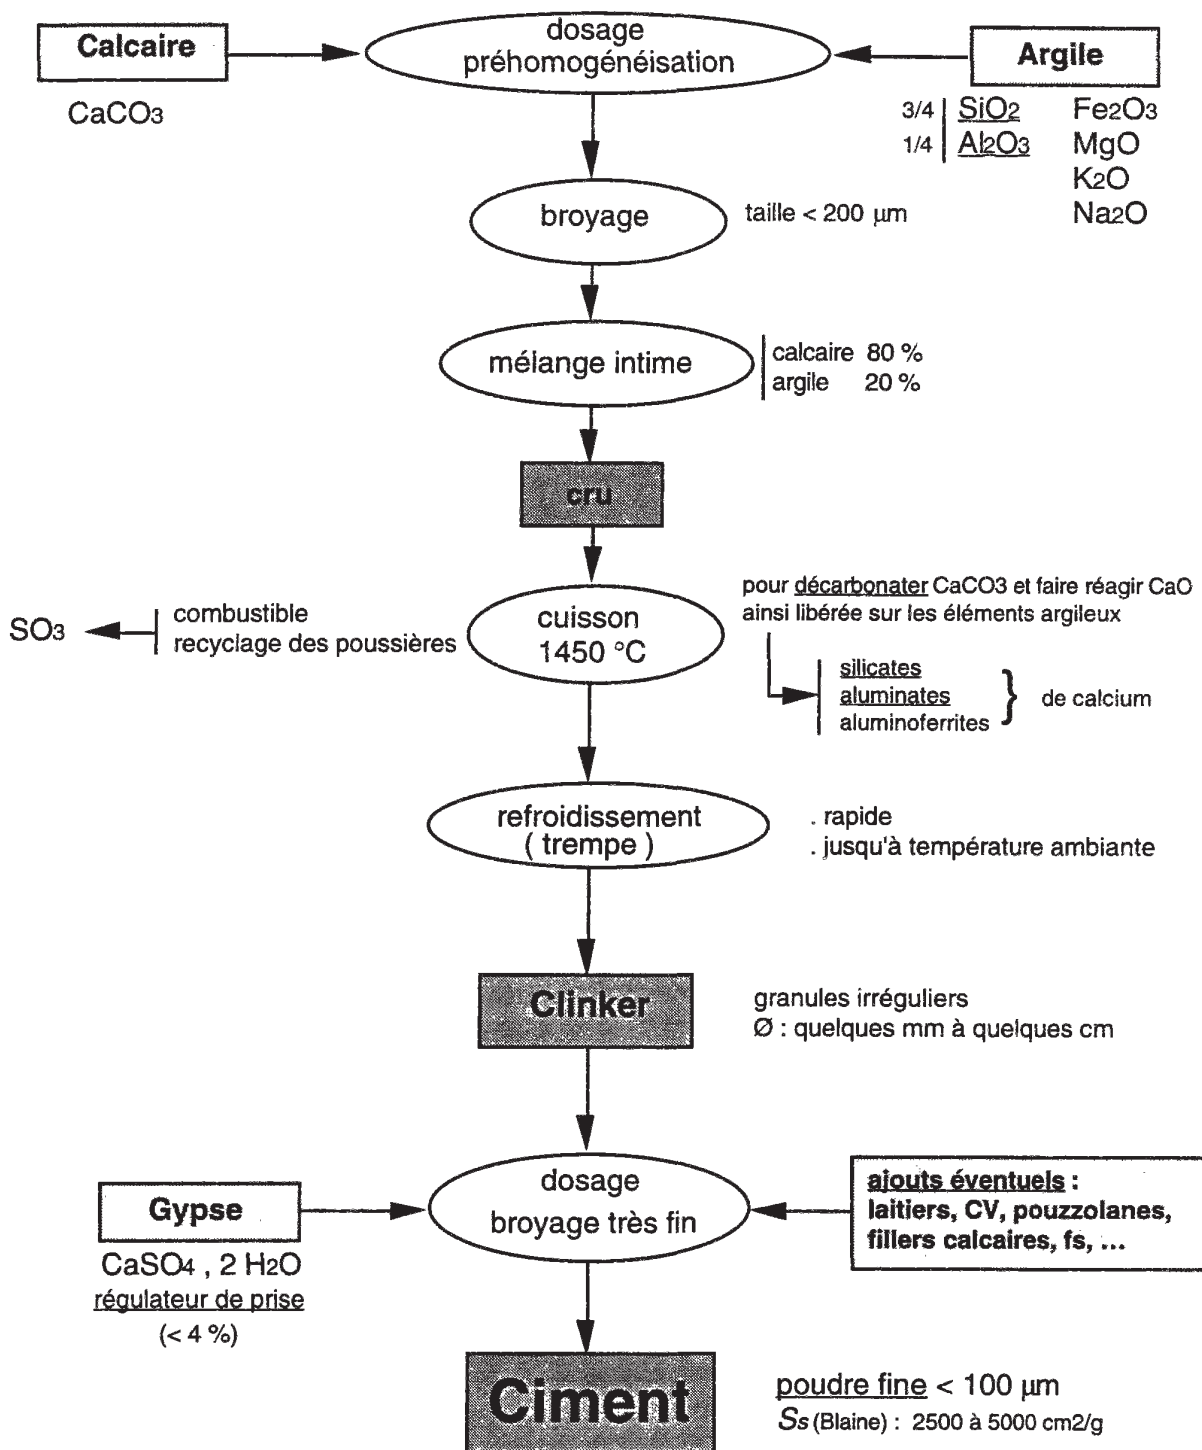 Calcaire
CaCO3
dosage
préhomogénéisation
Argile
3/4 SiO2 Fe2O3
1/4 Al2O3 MgO
K2O
Na2O
broyage
taille < 200 µm
mélange intime
calcaire 80 %
argile 20 %
cru
SO3
combustible
recyclage des poussières
cuisson
1450 °C
pour décarbonater CaCO3 et faire réagir CaO
ainsi libérée sur les éléments argileux
silicates
aluminates
aluminoferrites
} de calcium
refroidissement
( trempe )
. rapide
. jusqu'à température ambiante
Clinker
granules irréguliers
Ø : quelques mm à quelques cm
Gypse
CaSO4 , 2 H2O
régulateur de prise
(< 4 %)
dosage
broyage très fin
ajouts éventuels :
laitiers, CV, pouzzolanes,
fillers calcaires, fs, ...
Ciment
poudre fine < 100 µm
Ss (Blaine) : 2500 à 5000 cm2/g